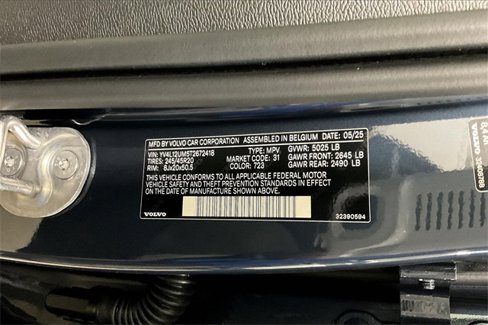 MFD. BY VOLVO CAR CORPORATION ASSEMBLED IN BELGIUM 05/25
VIN: YV4L12UM5T2672418 TYPE: MPV GVWR: 5025 LB
TIRES: 245/45R20 MARKET CODE: 31 GAWR FRONT: 2645 LB
RIM: 8Jx20x50.5 COLOR: 723 GAWR REAR: 2490 LB
THIS VEHICLE CONFORMS TO ALL APPLICABLE FEDERAL MOTOR
VEHICLE SAFETY AND THEFT PREVENTION STANDARDS IN EFFECT ON THE
DATE OF MANUFACTURE SHOWN ABOVE.
VOLVO 32390594
VOLVO